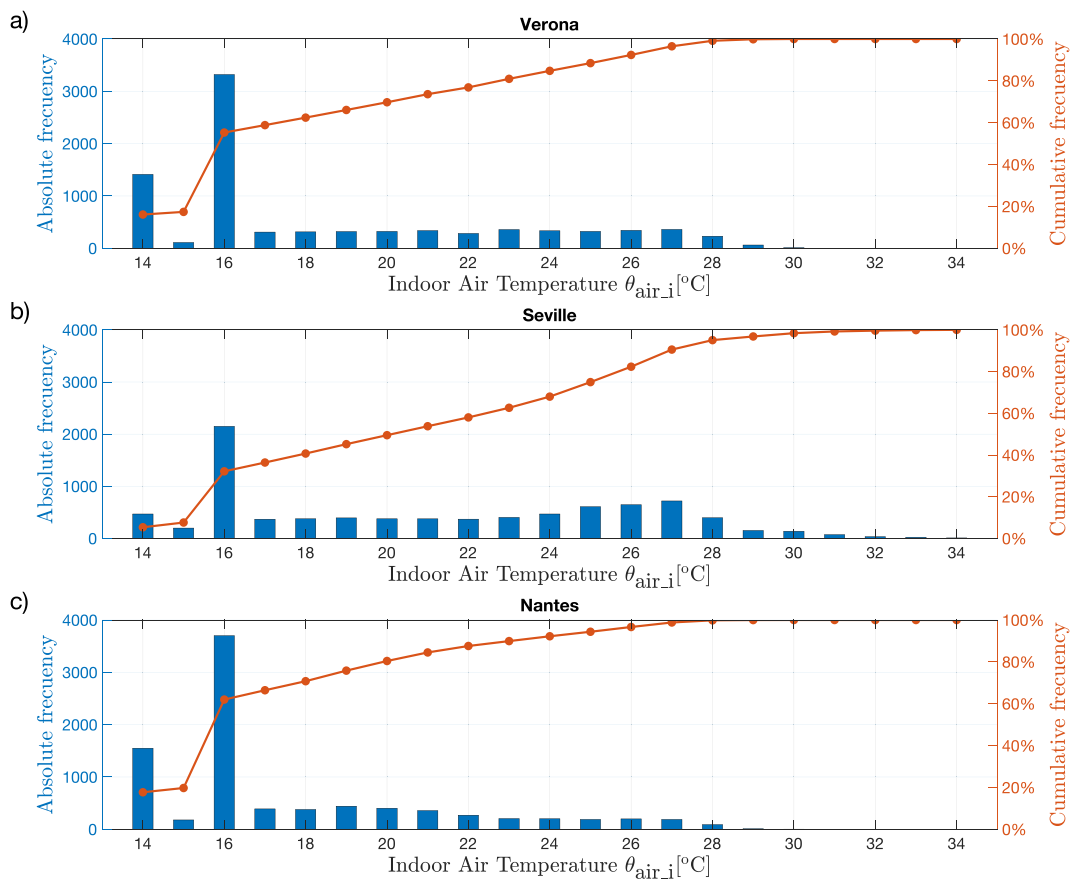 a)
Verona
4000
3000
2000
1000
0
Absolute frecuency
100%
80%
60%
40%
20%
0%
Cumulative frecuency
14 16 18 20 22 24 26 28 30 32 34
Indoor Air Temperature θair_i[ºC]
b)
Seville
4000
3000
2000
1000
0
Absolute frecuency
100%
80%
60%
40%
20%
0%
Cumulative frecuency
14 16 18 20 22 24 26 28 30 32 34
Indoor Air Temperature θair_i[ºC]
c)
Nantes
4000
3000
2000
1000
0
Absolute frecuency
100%
80%
60%
40%
20%
0%
Cumulative frecuency
14 16 18 20 22 24 26 28 30 32 34
Indoor Air Temperature θair_i[ºC]